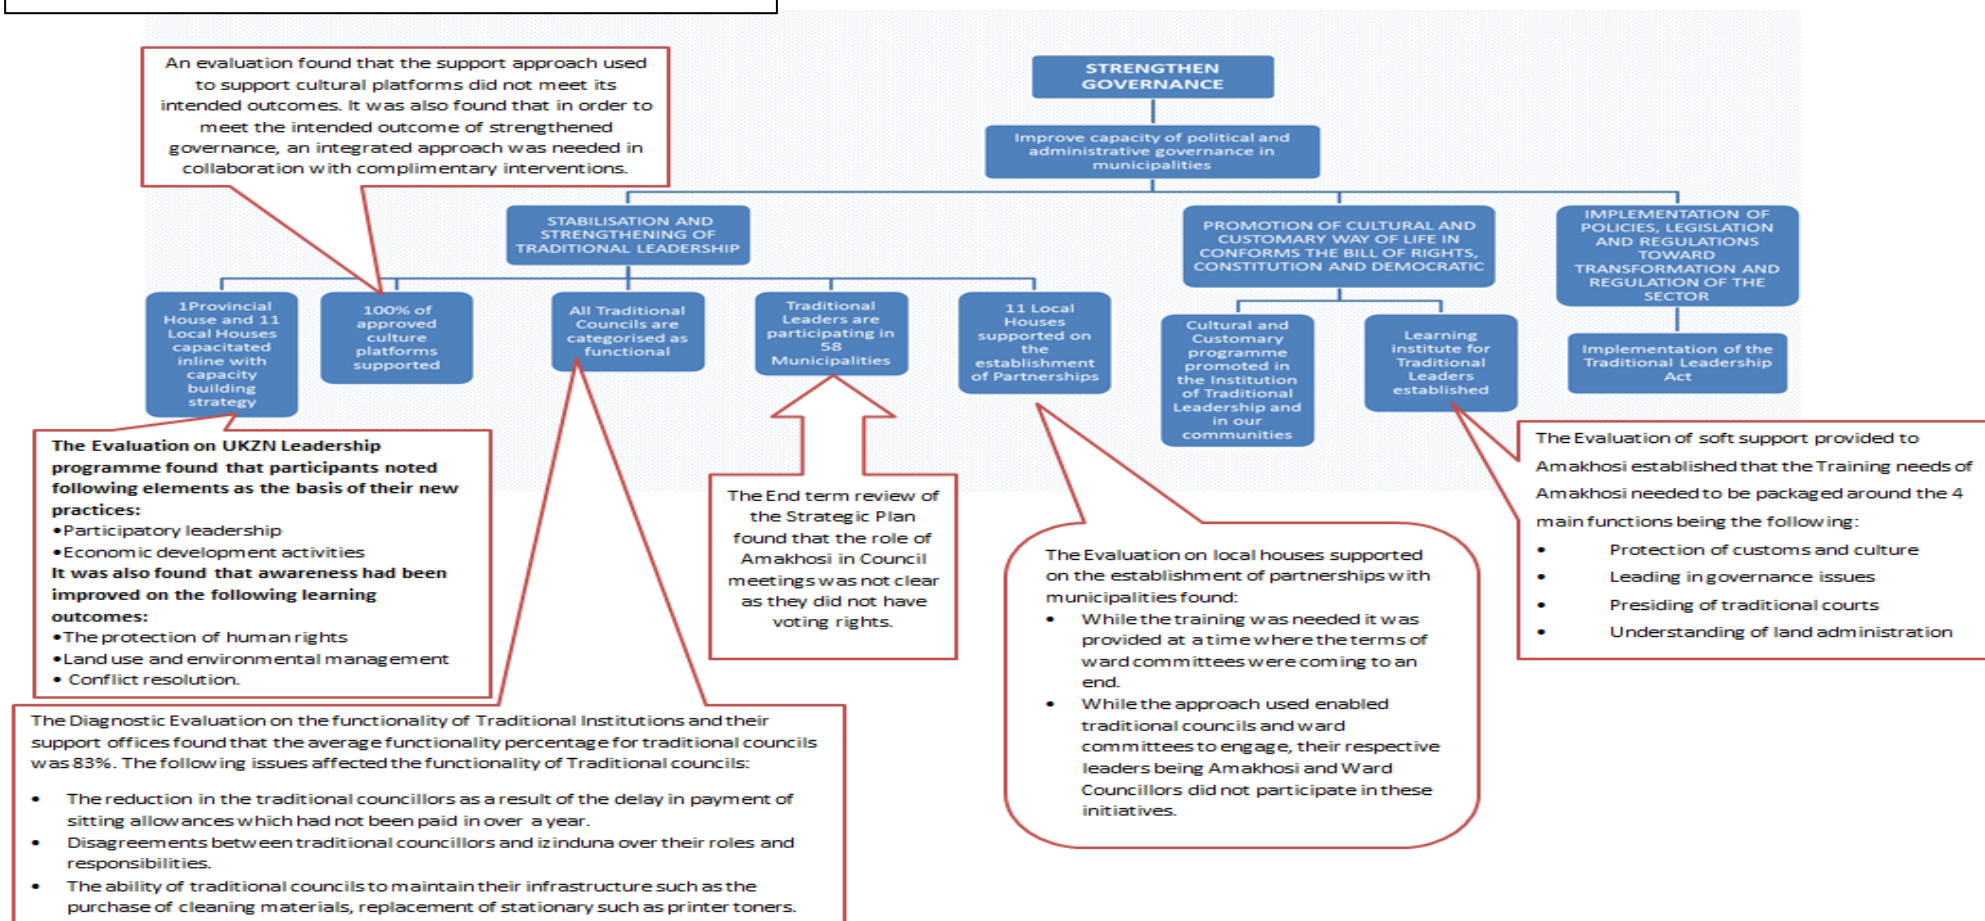 An evaluation found that the support approach used
to support cultural platforms did not meet its
intended outcomes. It was also found that in order to
meet the intended outcome of strengthened
governance, an integrated approach was needed in
collaboration with complimentary interventions.
STRENGTHEN
GOVERNANCE
Improve capacity of political and
administrative governance in
municipalities
STABILISATION AND
STRENGTHENING OF
TRADITIONAL LEADERSHIP
PROMOTION OF CULTURAL AND
CUSTOMARY WAY OF LIFE IN
CONFORMS THE BILL OF RIGHTS,
CONSTITUTION AND DEMOCRATIC
IMPLEMENTATION OF
POLICIES, LEGISLATION
AND REGULATIONS
TOWARD
TRANSFORMATION AND
REGULATION OF THE
SECTOR
1Provincial
House and 11
Local Houses
capacitated
inline with
capacity
building
strategy
100% of
approved
culture
platforms
supported
All Traditional
Councils are
categorised as
functional
Traditional
Leaders are
participating in
58
Municipalities
11 Local
Houses
supported on
the
establishment
of Partnerships
Cultural and
Customary
programme
promoted in
the Institution
of Traditional
Leadership and
in our
communities
Learning
institute for
Traditional
Leaders
established
Implementation of the
Traditional Leadership
Act
The Evaluation on UKZN Leadership
programme found that participants noted
following elements as the basis of their new
practices:
•Participatory leadership
•Economic development activities
It was also found that awareness had been
improved on the following learning
outcomes:
•The protection of human rights
•Land use and environmental management
• Conflict resolution.
The End term review of
the Strategic Plan
found that the role of
Amakhosi in Council
meetings was not clear
as they did not have
voting rights.
The Evaluation on local houses supported
on the establishment of partnerships with
municipalities found:
• While the training was needed it was
provided at a time where the terms of
ward committees were coming to an
end.
• While the approach used enabled
traditional councils and ward
committees to engage, their respective
leaders being Amakhosi and Ward
Councillors did not participate in these
initiatives.
The Evaluation of soft support provided to
Amakhosi established that the Training needs of
Amakhosi needed to be packaged around the 4
main functions being the following:
• Protection of customs and culture
• Leading in governance issues
• Presiding of traditional courts
• Understanding of land administration
The Diagnostic Evaluation on the functionality of Traditional Institutions and their
support offices found that the average functionality percentage for traditional councils
was 83%. The following issues affected the functionality of Traditional councils:
• The reduction in the traditional councillors as a result of the delay in payment of
sitting allowances which had not been paid in over a year.
• Disagreements between traditional councillors and izinduna over their roles and
responsibilities.
• The ability of traditional councils to maintain their infrastructure such as the
purchase of cleaning materials, replacement of stationary such as printer toners.